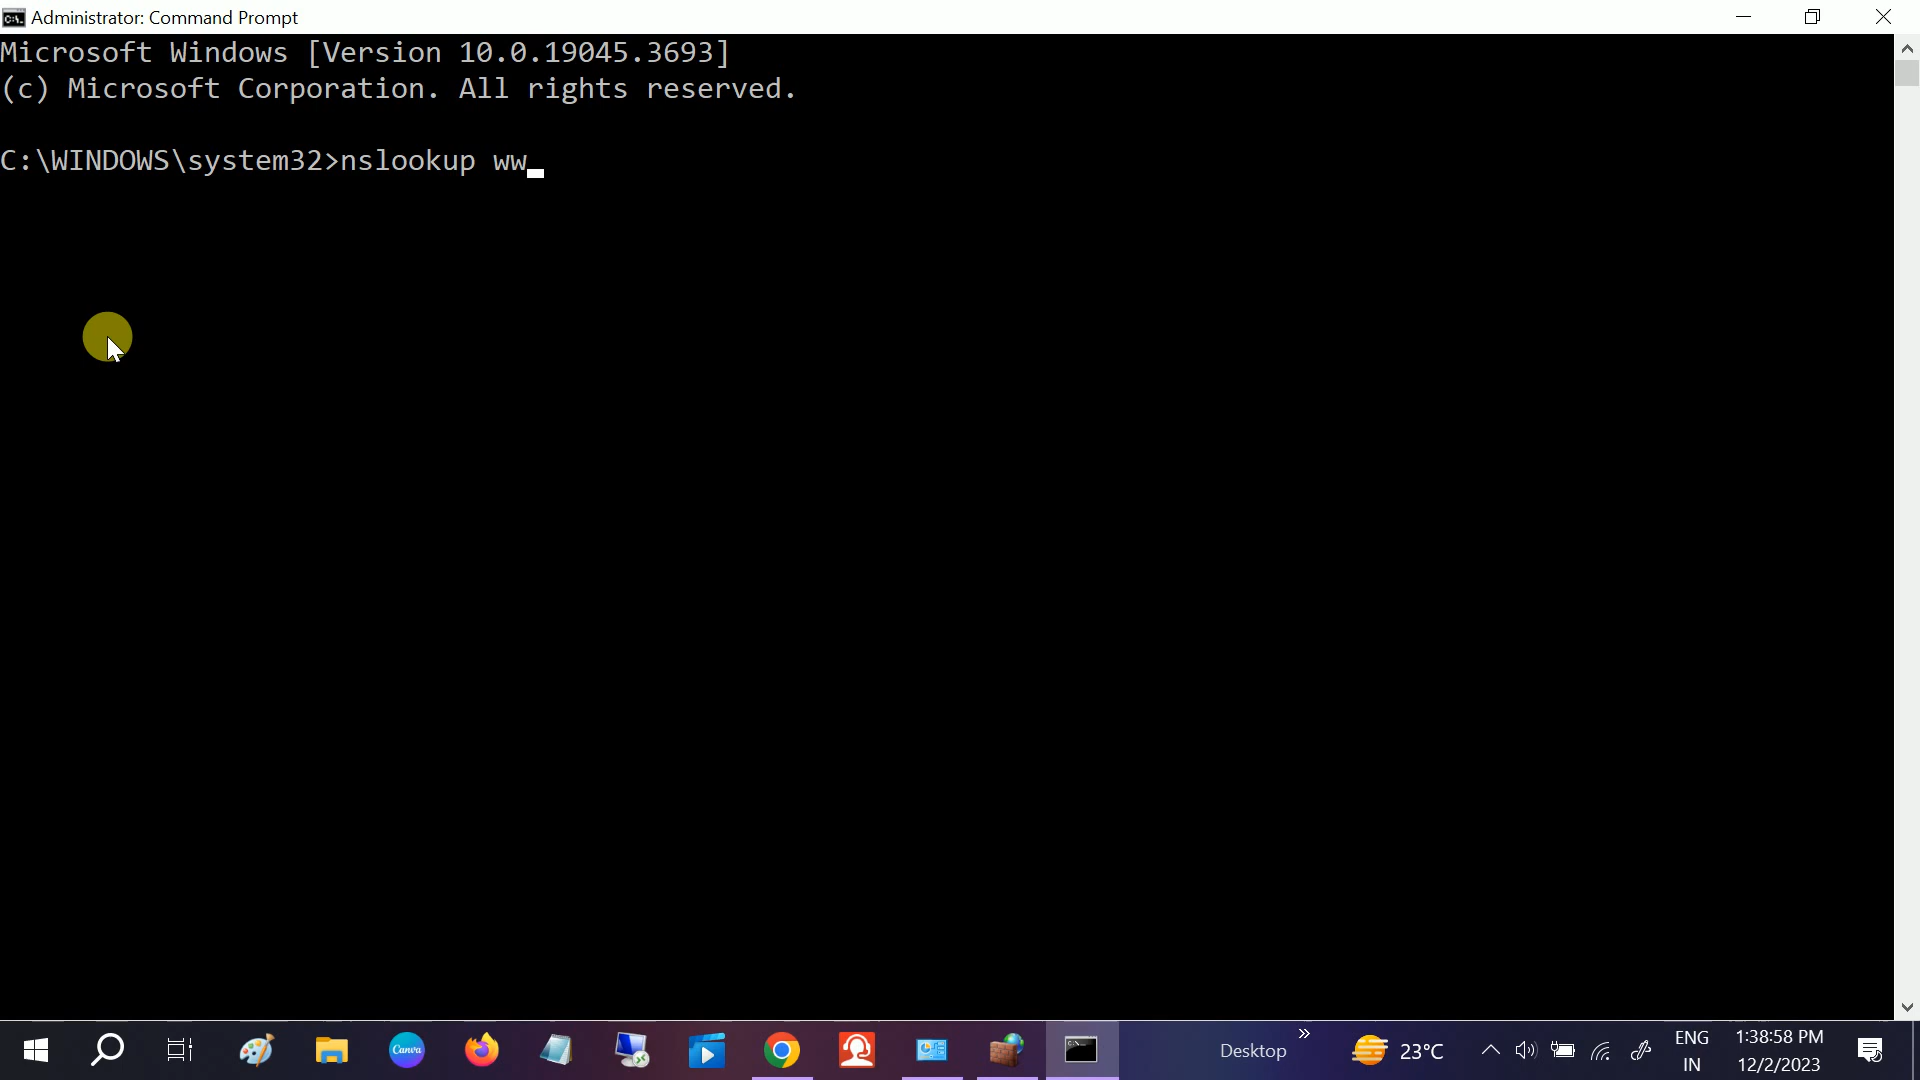 Administrator: Command Prompt
Microsoft Windows [Version 10.0.19045.3693]
(c) Microsoft Corporation. All rights reserved.
C:\WINDOWS\system32>nslookup ww
Canva
Desktop
23°C
ENG
IN
1:38:58 PM
12/2/2023